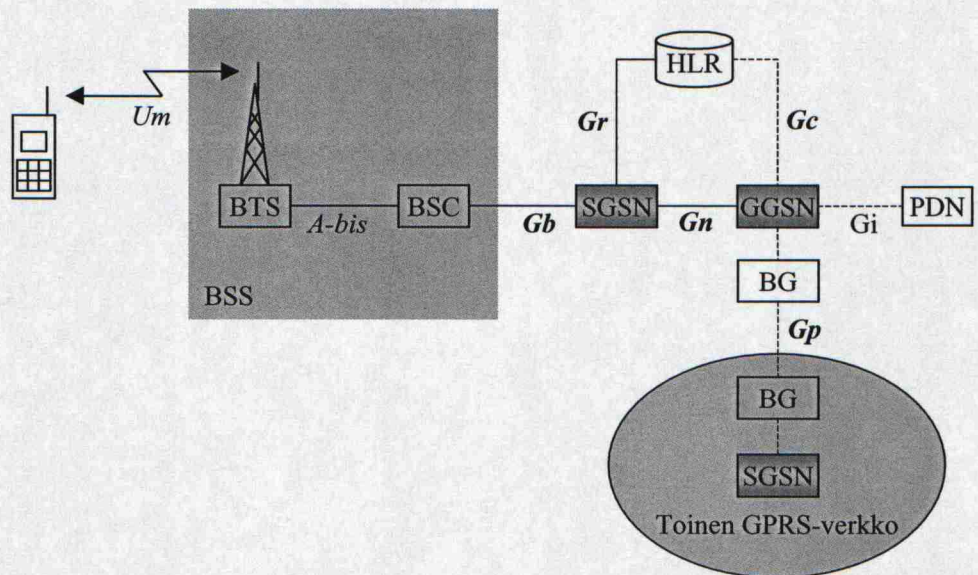 HLR
Um
Gr
Gc
BTS
A-bis
BSC
Gb
SGSN
Gn
GGSN
Gi
PDN
BSS
BG
Gp
BG
SGSN
Toinen GPRS-verkko